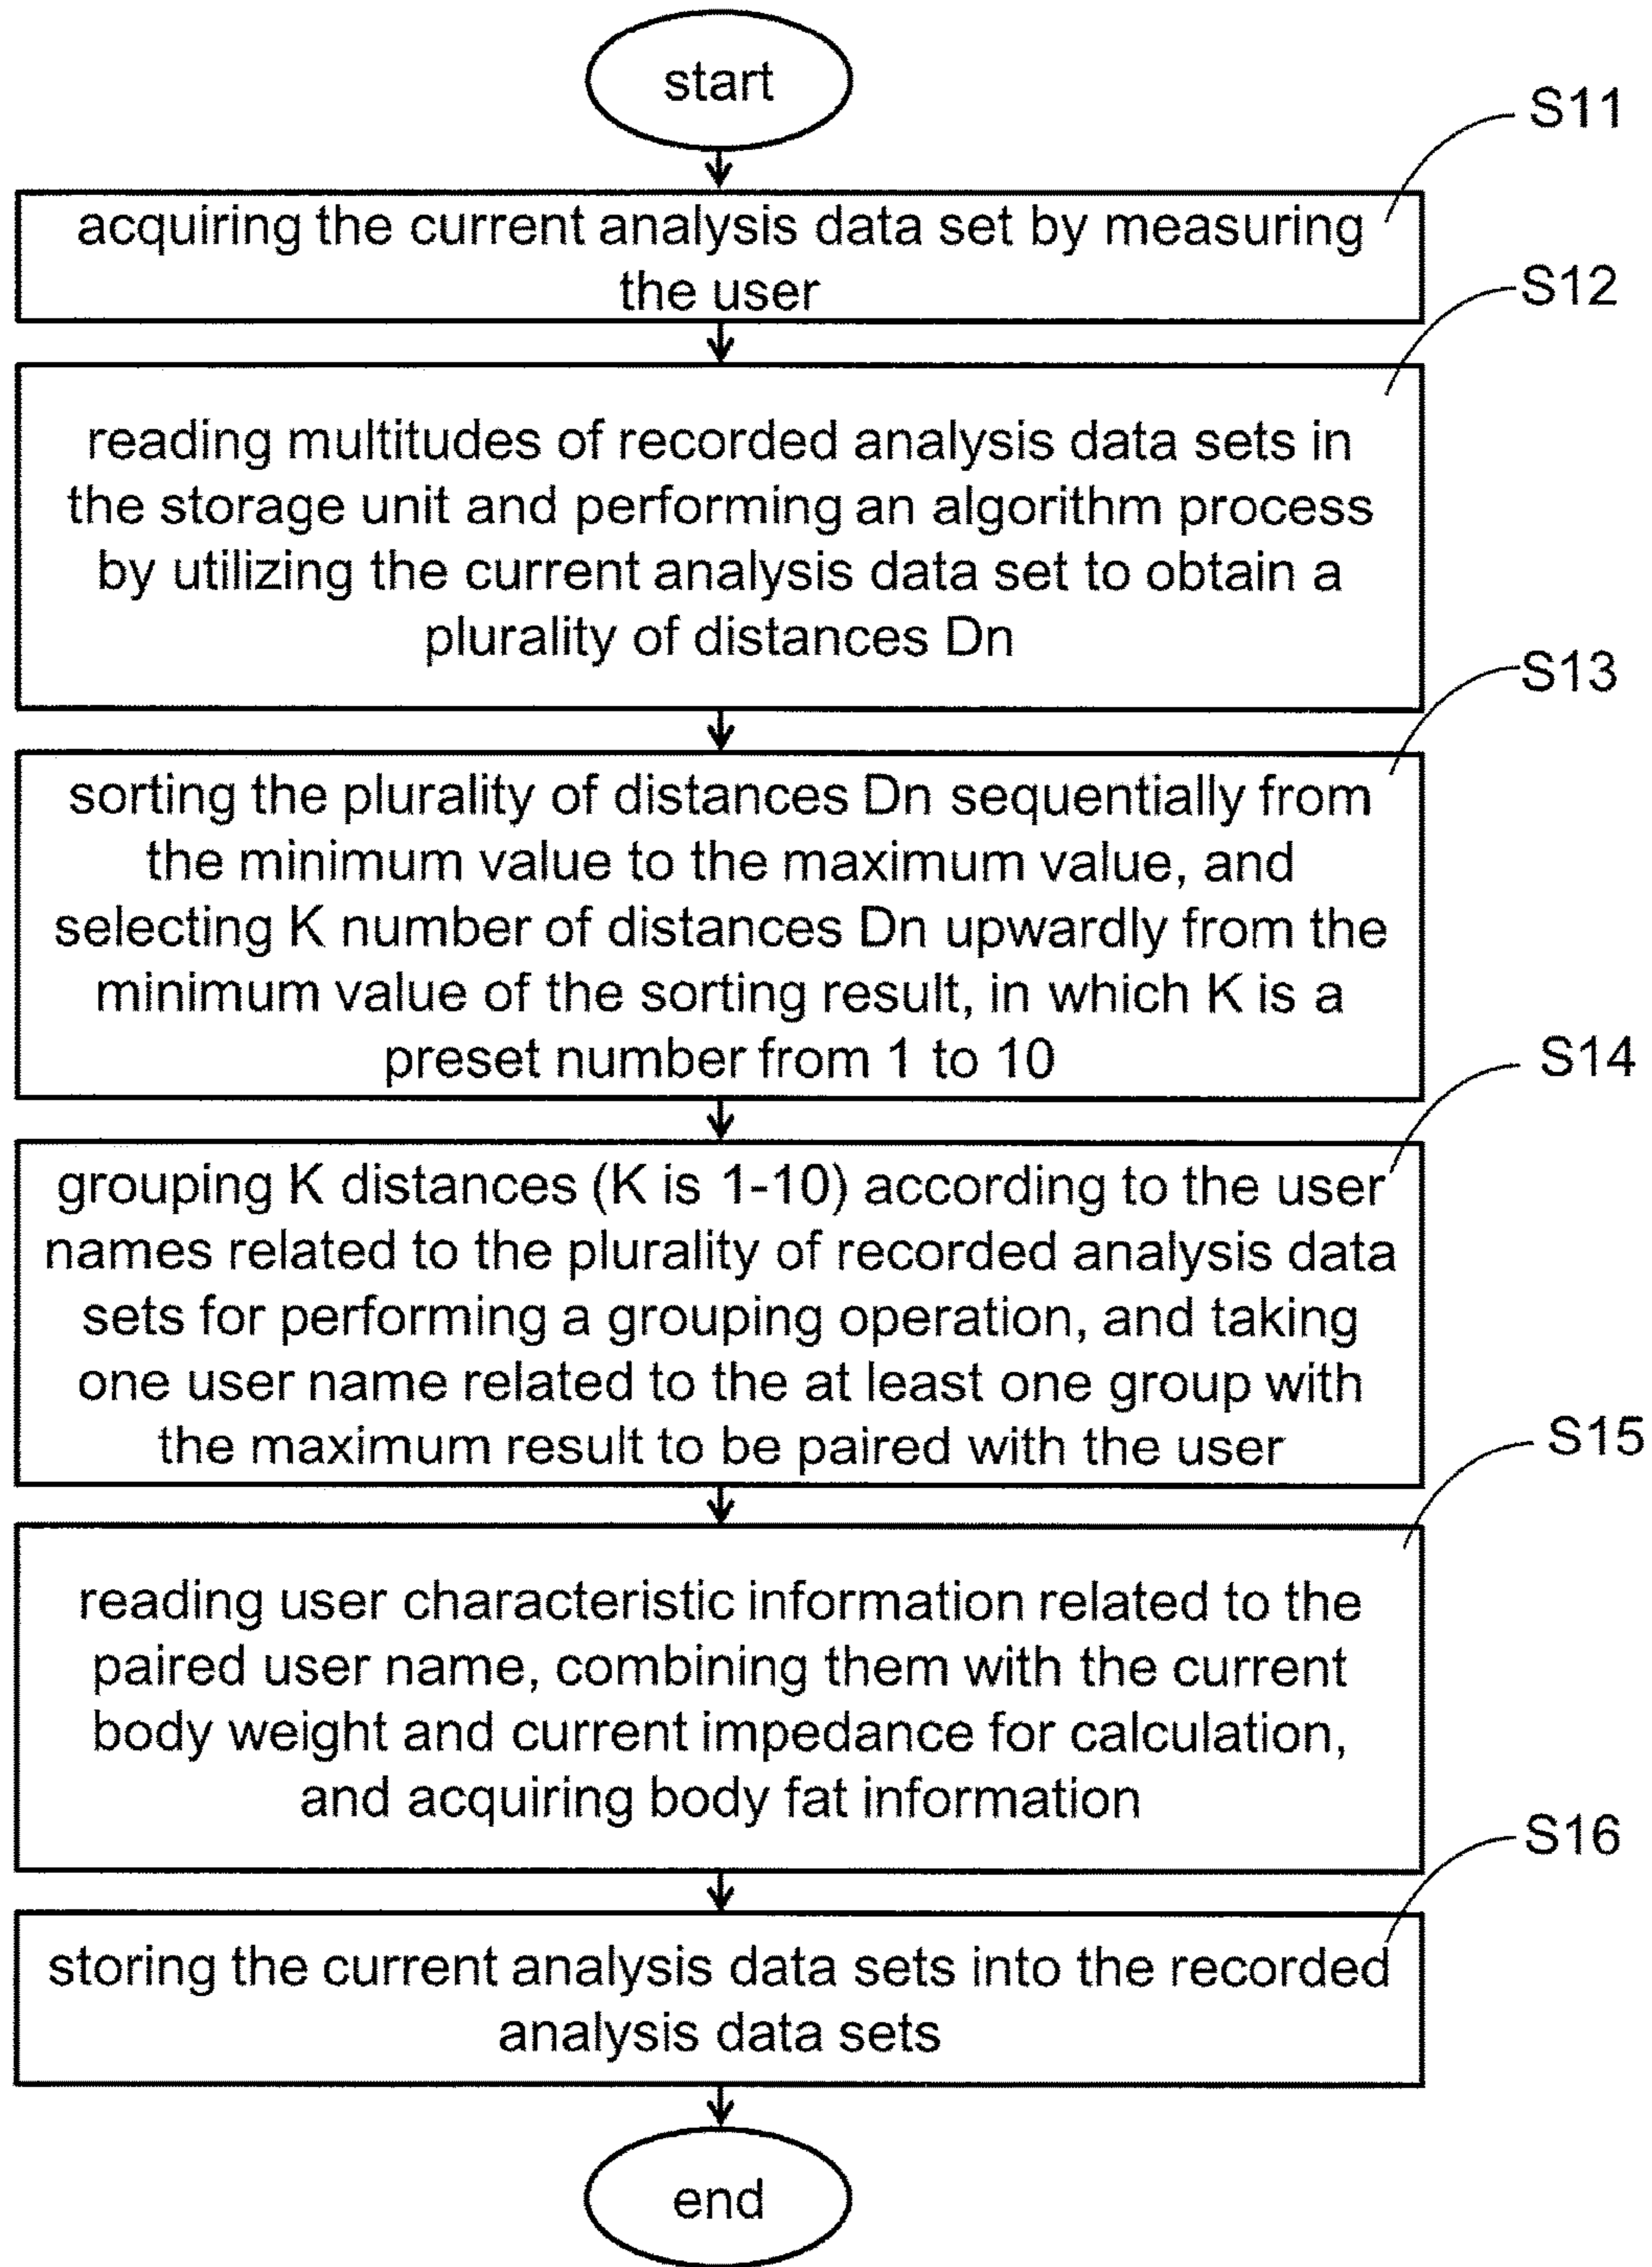 start
S11
acquiring the current analysis data set by measuring
the user
S12
reading multitudes of recorded analysis data sets in
the storage unit and performing an algorithm process
by utilizing the current analysis data set to obtain a
plurality of distances Dn
S13
sorting the plurality of distances Dn sequentially from
the minimum value to the maximum value, and
selecting K number of distances Dn upwardly from the
minimum value of the sorting result, in which K is a
preset number from 1 to 10
S14
grouping K distances (K is 1-10) according to the user
names related to the plurality of recorded analysis data
sets for performing a grouping operation, and taking
one user name related to the at least one group with
the maximum result to be paired with the user
S15
reading user characteristic information related to the
paired user name, combining them with the current
body weight and current impedance for calculation,
and acquiring body fat information
S16
storing the current analysis data sets into the recorded
analysis data sets
end